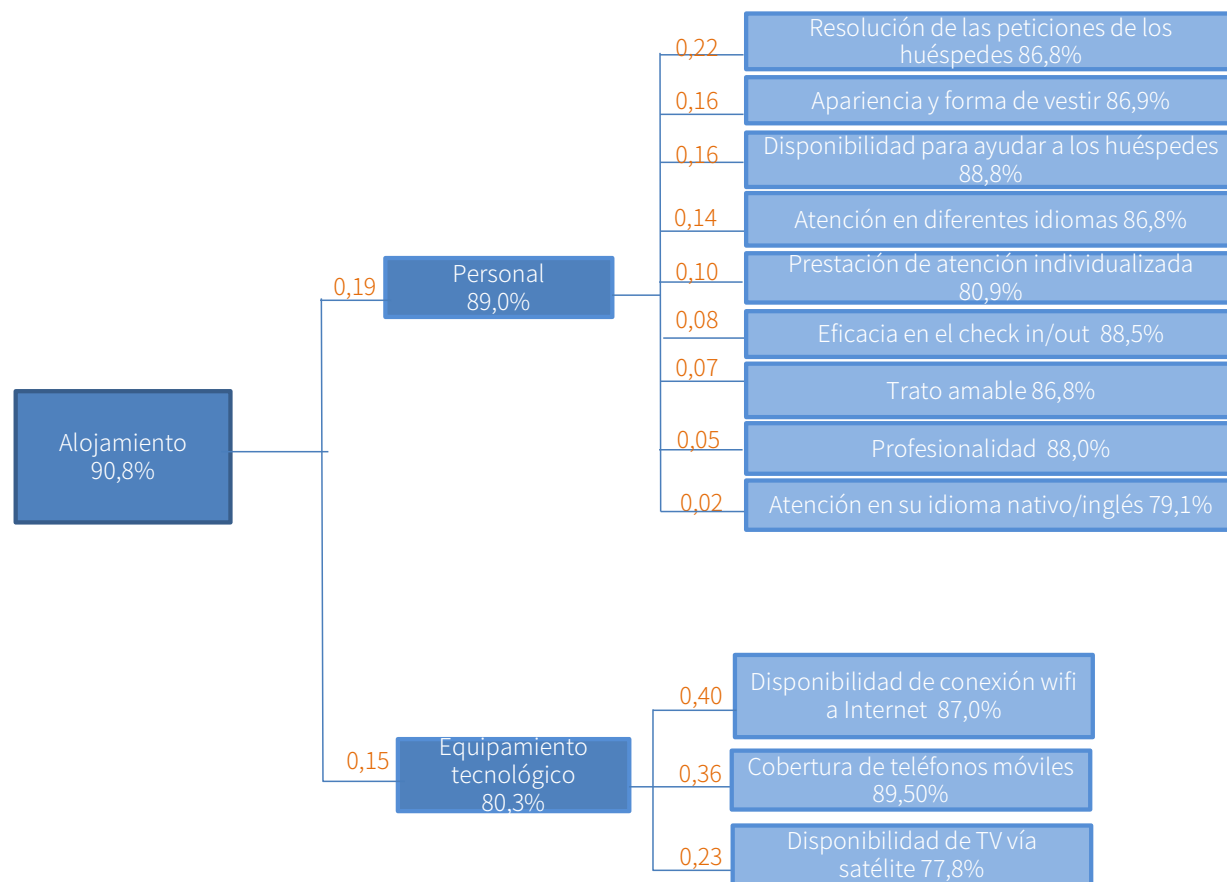 Alojamiento
90,8%
0,19
Personal
89,0%
0,22
Resolución de las peticiones de los
huéspedes 86,8%
0,16
Apariencia y forma de vestir 86,9%
0,16
Disponibilidad para ayudar a los huéspedes
88,8%
0,14
Atención en diferentes idiomas 86,8%
0,10
Prestación de atención individualizada
80,9%
0,08
Eficacia en el check in/out 88,5%
0,07
Trato amable 86,8%
0,05
Profesionalidad 88,0%
0,02
Atención en su idioma nativo/inglés 79,1%
0,15
Equipamiento
tecnológico
80,3%
0,40
Disponibilidad de conexión wifi
a Internet 87,0%
0,36
Cobertura de teléfonos móviles
89,50%
0,23
Disponibilidad de TV vía
satélite 77,8%